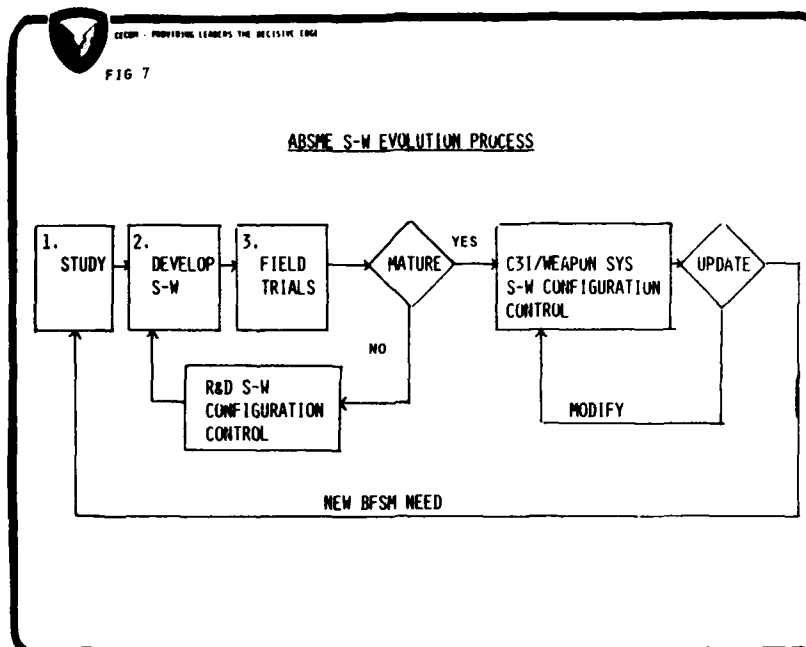 CECOM - PROVIDING LEADERS THE DECISIVE EDGE
FIG 7
ABSME S-W EVOLUTION PROCESS
1.
STUDY
2.
DEVELOP
S-W
3.
FIELD
TRIALS
MATURE
YES
C3I/WEAPON SYS
S-W CONFIGURATION
CONTROL
UPDATE
NO
R&D S-W
CONFIGURATION
CONTROL
MODIFY
NEW BFSM NEED